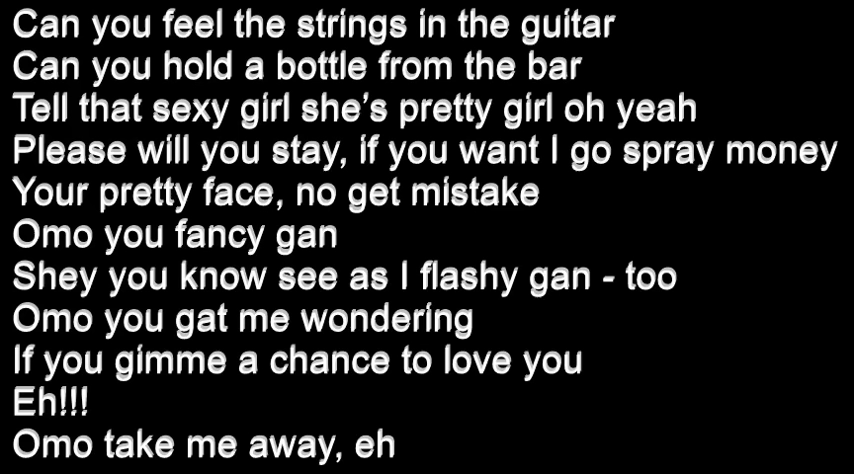 Can you feel the strings in the guitar
Can you hold a bottle from the bar
Tell that sexy girl she’s pretty girl oh yeah
Please will you stay, if you want I go spray money
Your pretty face, no get mistake
Omo you fancy gan
Shey you know see as I flashy gan - too
Omo you gat me wondering
If you gimme a chance to love you
Eh!!!
Omo take me away, eh